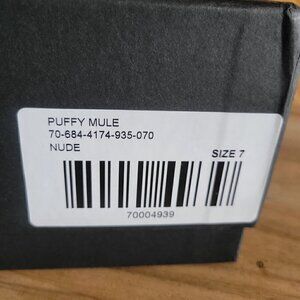 PUFFY MULE
70-684-4174-935-070
NUDE
SIZE 7
70004939